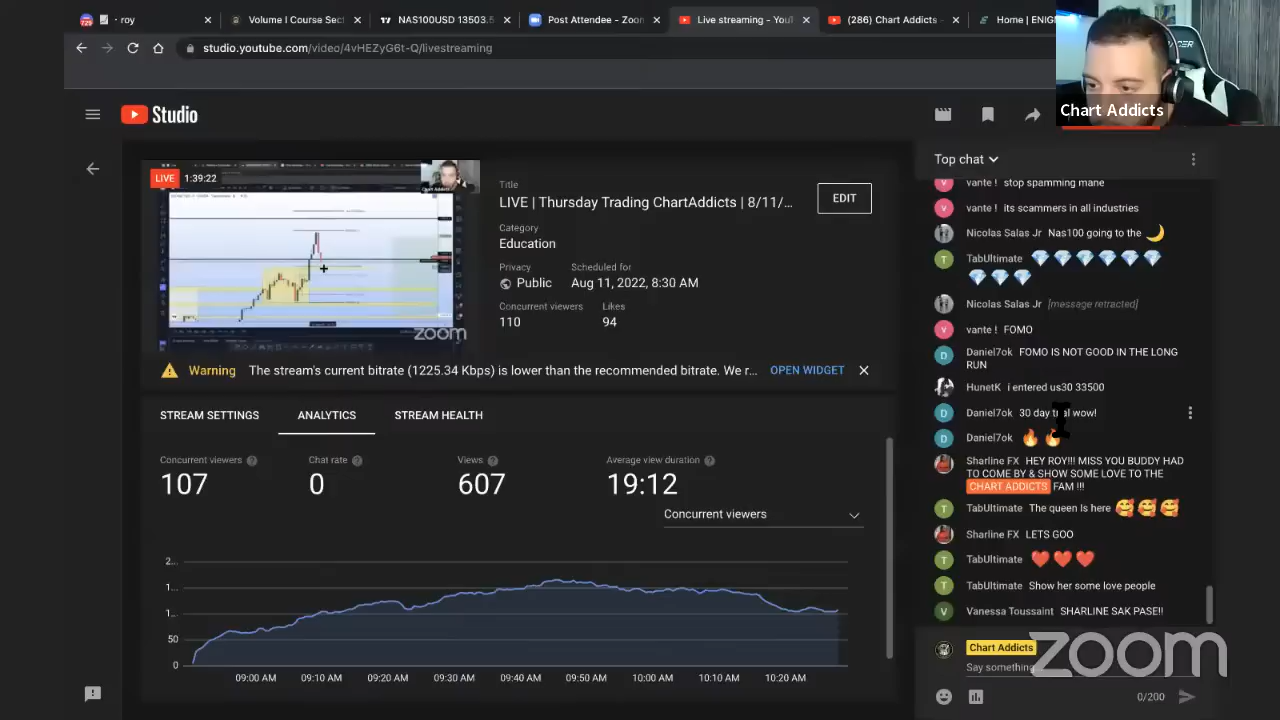 roy
Volume I Course Sect
NAS100USD 13503.5
Post Attendee - Zoon
Live streaming - YouT
(286) Chart Addicts -
Home | ENIGM
studio.youtube.com/video/4vHEZyG6t-Q/livestreaming
Chart Addicts
Studio
LIVE 1:39:22
zoom
Title
LIVE | Thursday Trading ChartAddicts | 8/11/...
EDIT
Category
Education
Privacy
Scheduled for
Public
Aug 11, 2022, 8:30 AM
Concurrent viewers
Likes
110
94
Warning
The stream's current bitrate (1225.34 Kbps) is lower than the recommended bitrate. We r...
OPEN WIDGET
STREAM SETTINGS
ANALYTICS
STREAM HEALTH
Concurrent viewers
Chat rate
Views
Average view duration
107
0
607
19:12
Concurrent viewers
2...
1...
1...
50
0
09:00 AM
09:10 AM
09:20 AM
09:30 AM
09:40 AM
09:50 AM
10:00 AM
10:10 AM
10:20 AM
Top chat
vante ! stop spamming mane
vante ! its scammers in all industries
Nicolas Salas Jr Nas100 going to the 🌙
TabUltimate 💎💎💎💎💎💎
💎💎💎
Nicolas Salas Jr [message retracted]
vante ! FOMO
Daniel7ok FOMO IS NOT GOOD IN THE LONG
RUN
HunetK i entered us30 33500
Daniel7ok 30 day trial wow!
Daniel7ok 🔥🔥
Sharline FX HEY ROY!!! MISS YOU BUDDY HAD
TO COME BY & SHOW SOME LOVE TO THE
CHART ADDICTS FAM !!!
TabUltimate The queen is here 🥰🥰🥰
Sharline FX LETS GOO
TabUltimate ❤️❤️❤️
TabUltimate Show her some love people
Vanessa Toussaint SHARLINE SAK PASE!!
Chart Addicts
Say something
0/200
zoom